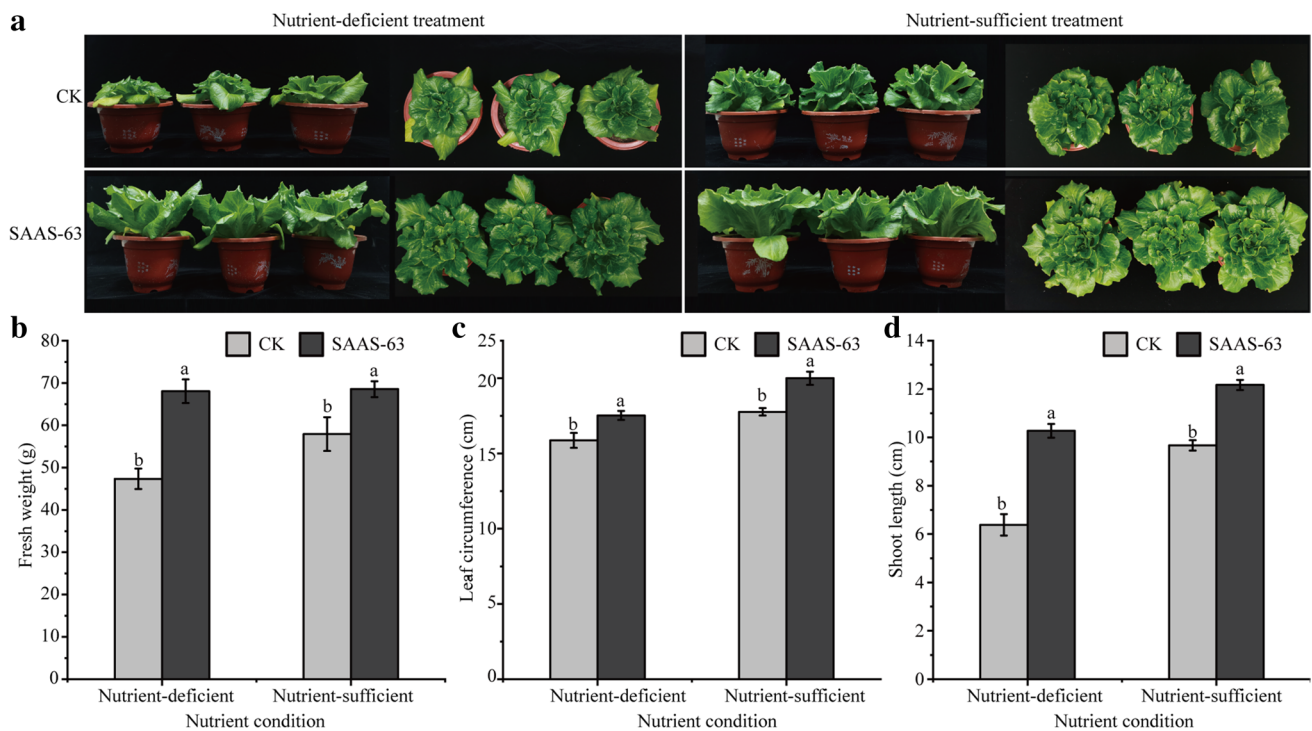 a
Nutrient-deficient treatment
Nutrient-sufficient treatment
CK
SAAS-63
b
CK
SAAS-63
80
70
60
50
40
30
20
10
0
Fresh weight (g)
b
a
b
a
Nutrient-deficient
Nutrient-sufficient
Nutrient condition
c
CK
SAAS-63
25
20
15
10
5
0
Leaf circumference (cm)
b
a
b
a
Nutrient-deficient
Nutrient-sufficient
Nutrient condition
d
CK
SAAS-63
14
12
10
8
6
4
2
0
Shoot length (cm)
b
a
b
a
Nutrient-deficient
Nutrient-sufficient
Nutrient condition